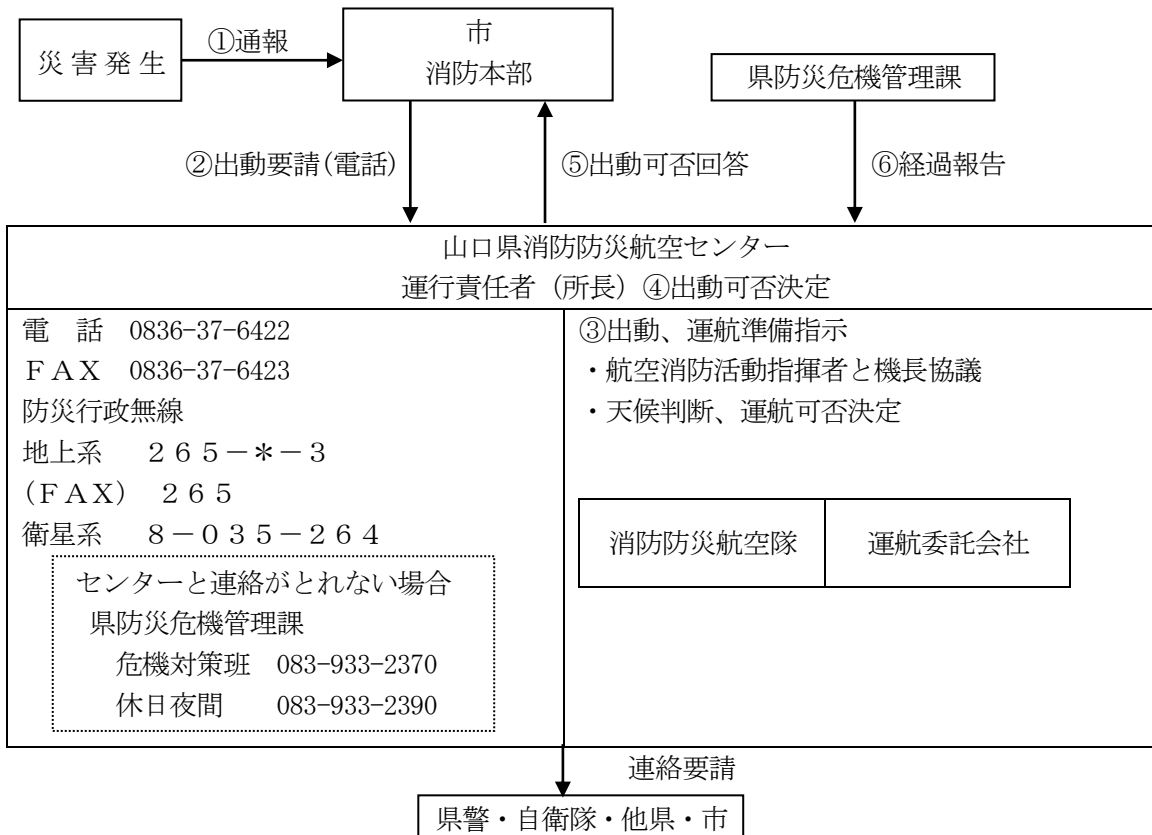 災害発生
①通報
市
消防本部
県防災危機管理課
②出動要請(電話)
⑤出動可否回答
⑥経過報告
山口県消防防災航空センター
運行責任者（所長）④出動可否決定
電　話　0836-37-6422
ＦＡＸ　0836-37-6423
防災行政無線
地上系　２６５－＊－３
(ＦＡＸ)　２６５
衛星系　８－０３５－２６４
センターと連絡がとれない場合
県防災危機管理課
危機対策班　083-933-2370
休日夜間　083-933-2390
③出動、運航準備指示
・航空消防活動指揮者と機長協議
・天候判断、運航可否決定
消防防災航空隊
運航委託会社
連絡要請
県警・自衛隊・他県・市